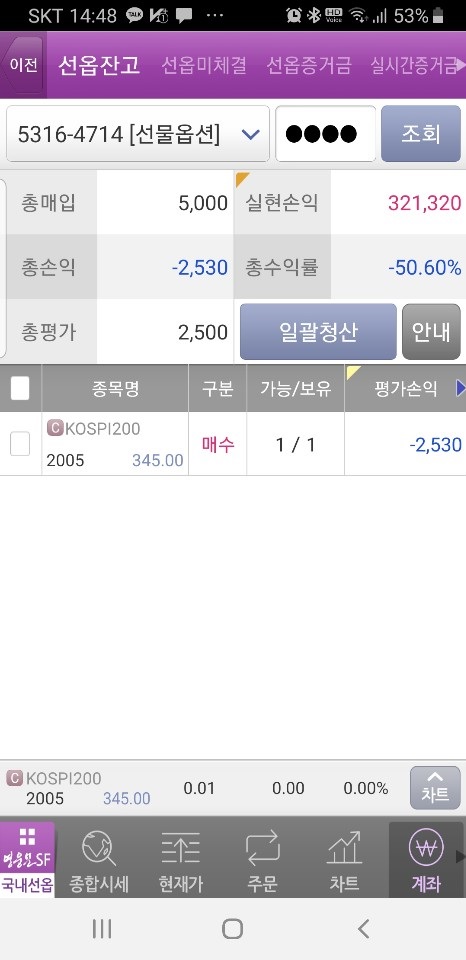 SKT 14:48 TALK ... HD Voice 53%
이전 선옵잔고 선옵미체결 선옵증거금 실시간증거금
5316-4714 [선물옵션] ●●●● 조회
총매입 5,000 실현손익 321,320
총손익 -2,530 총수익률 -50.60%
총평가 2,500 일괄청산 안내
종목명 구분 가능/보유 평가손익
C KOSPI200
2005 345.00 매수 1 / 1 -2,530
C KOSPI200
2005 345.00 0.01 0.00 0.00% 차트
영웅문SF
국내선옵 종합시세 현재가 주문 차트 계좌